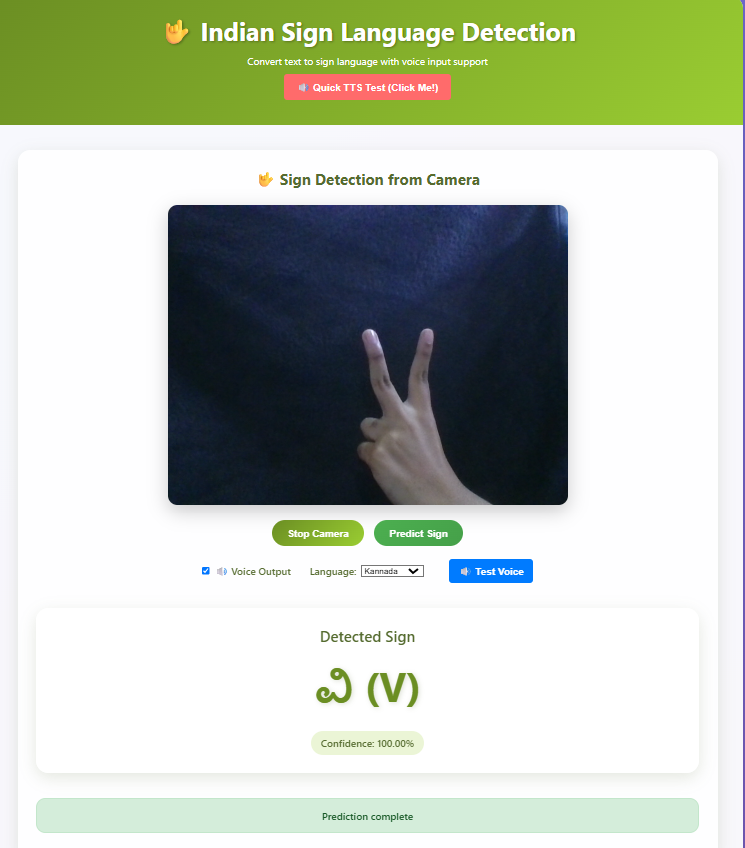 🤟 Indian Sign Language Detection
Convert text to sign language with voice input support
🔊 Quick TTS Test (Click Me!)
🤟 Sign Detection from Camera
Stop Camera Predict Sign
🔊 Voice Output Language: Kannada 🔊 Test Voice
Detected Sign
ವಿ (V)
Confidence: 100.00%
Prediction complete